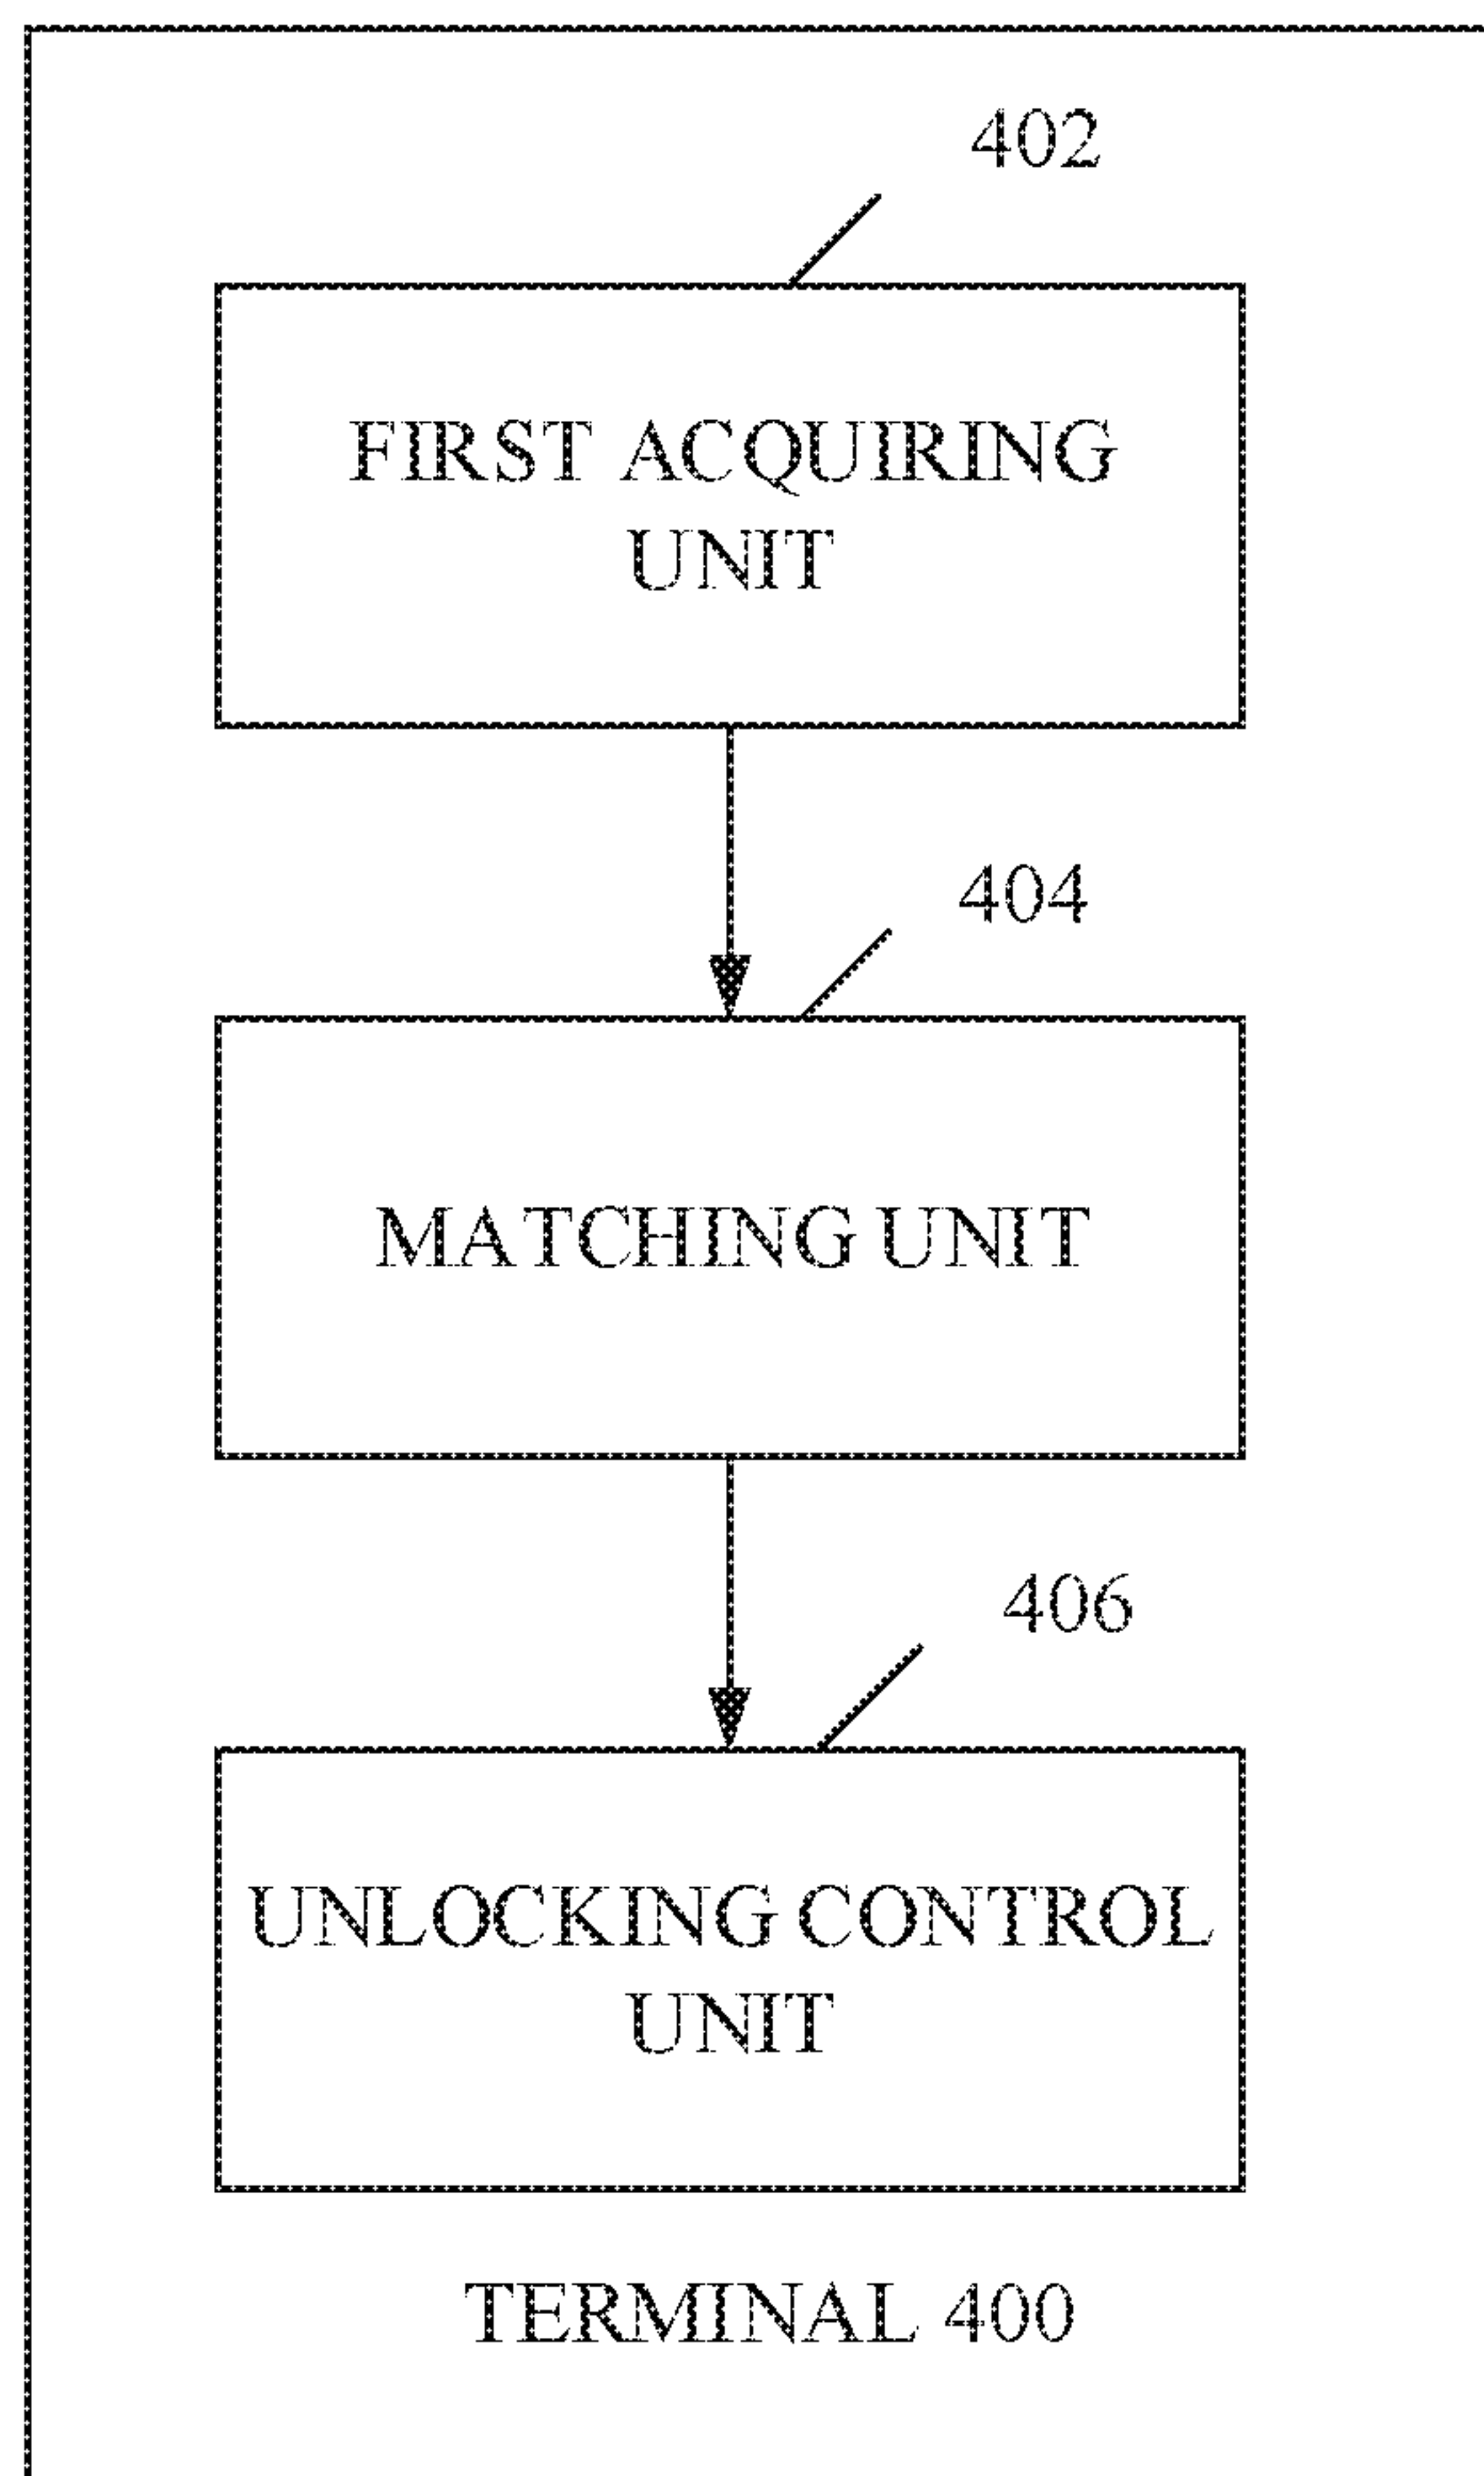 402
FIRST ACQUIRING
UNIT
404
MATCHING UNIT
406
UNLOCKING CONTROL
UNIT
TERMINAL 400